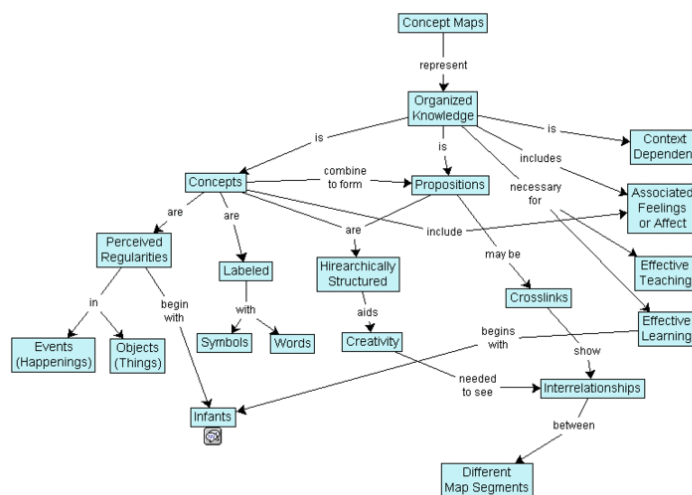 Concept Maps
represent
Organized
Knowledge
is
is
is
includes
Context
Dependent
combine
to form
necessary
for
Concepts
Propositions
Associated
Feelings
or Affect
are
are
are
include
Perceived
Regularities
may be
Labeled
Hirearchically
Structured
Effective
Teaching
in
begin
with
with
aids
Crosslinks
Events
(Happenings)
Objects
(Things)
Symbols
Words
Creativity
begins
with
show
Effective
Learning
needed
to see
Interrelationships
Infants
between
Different
Map Segments